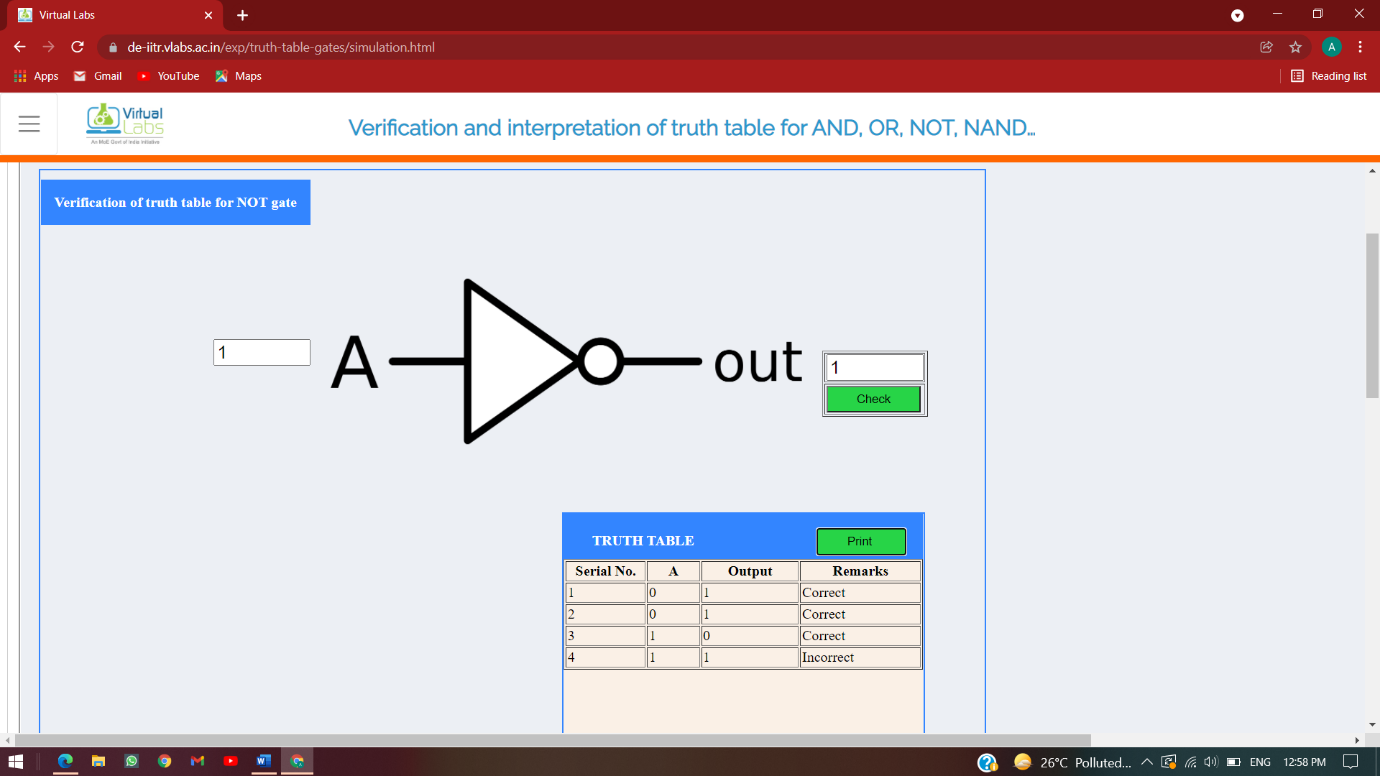 Virtual Labs
de-iitr.vlabs.ac.in/exp/truth-table-gates/simulation.html
A
Apps Gmail YouTube Maps Reading list
Virtual
Labs
An MoE Govt of India Initiative
Verification and interpretation of truth table for AND, OR, NOT, NAND...
Verification of truth table for NOT gate
1 A out 1
Check
TRUTH TABLE Print
Serial No. A Output Remarks
1 0 1 Correct
2 0 1 Correct
3 1 0 Correct
4 1 1 Incorrect
26°C Polluted... ENG 12:58 PM